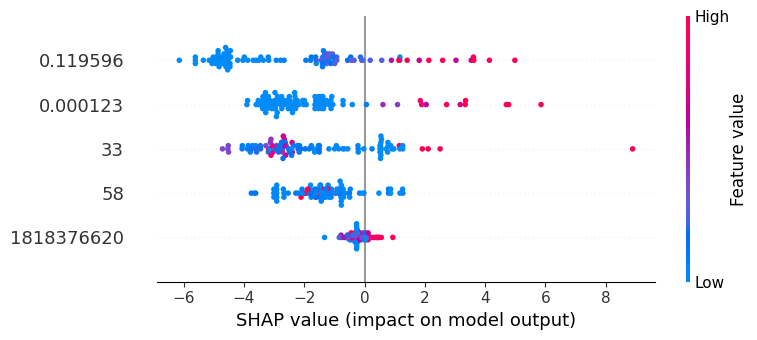 High
0.119596
0.000123
33
58
1818376620
Low
Feature value
−6 −4 −2 0 2 4 6 8
SHAP value (impact on model output)